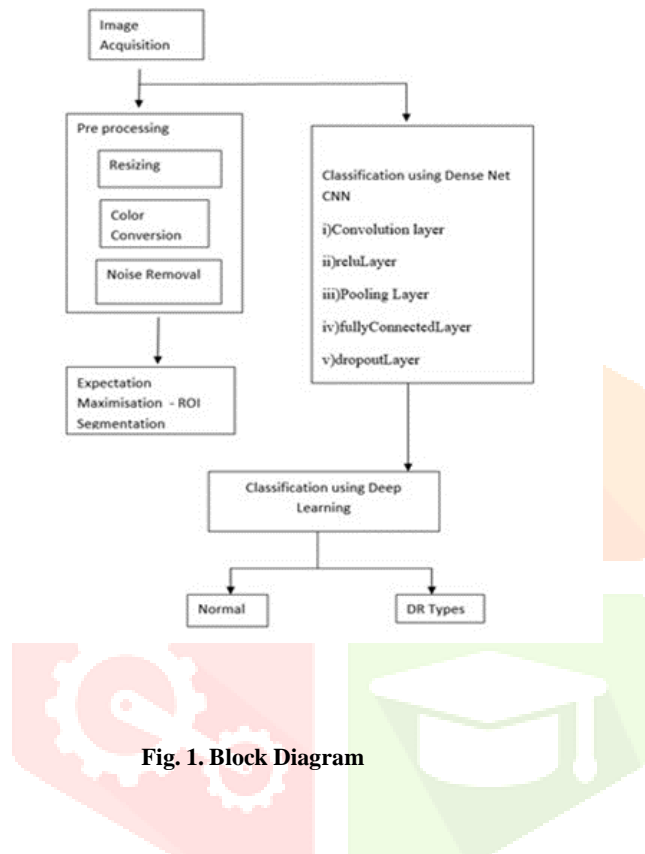 Image
Acquisition
Pre processing
Resizing
Color
Conversion
Noise Removal
Expectation
Maximisation - ROI
Segmentation
Classification using Dense Net
CNN
i)Convolution layer
ii)reluLayer
iii)Pooling Layer
iv)fullyConnectedLayer
v)dropoutLayer
Classification using Deep
Learning
Normal
DR Types
Fig. 1. Block Diagram